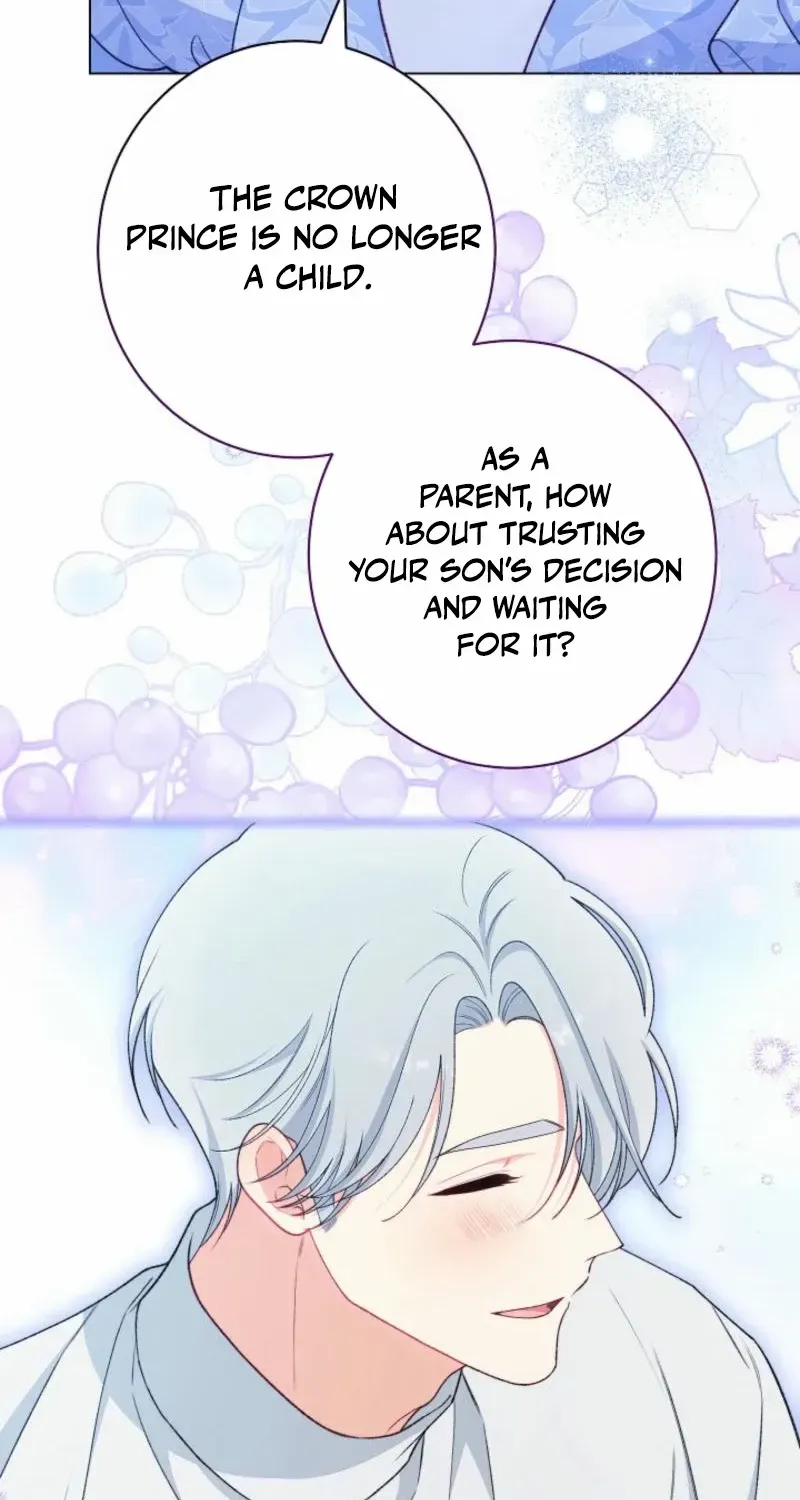 THE CROWN
PRINCE IS NO LONGER
A CHILD.
AS A
PARENT, HOW
ABOUT TRUSTING
YOUR SON'S DECISION
AND WAITING
FOR IT?